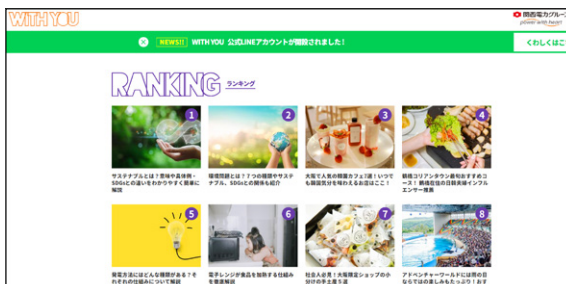 WITH YOU
関西電力グループ
power with heart
NEWS!! WITH YOU 公式LINEアカウントが開設されました!
くわしくはこ
RANKING ランキング
1
2
3
4
サステナブルとは?意味や具体例・
SDGsとの違いをわかりやすく簡単に
解説
環境問題とは?7つの種類やサステ
ナブル、SDGsとの関係も紹介
大阪で人気の韓国カフェ7選!いつで
も韓国気分を味わえるお店はここ!
鶴橋コリアンタウン最旬おすすめコ
ース! 鶴橋在住の日韓夫婦インフル
エンサー推薦
5
6
7
8
発電方法にはどんな種類がある?そ
れぞれの仕組みについて解説
電子レンジが食品を加熱する仕組み
を徹底解説
社会人必見!大阪限定ショップの小
分けの手土産5選
アドベンチャーワールドには雨の日
ならではの楽しみもたっぷり!おす